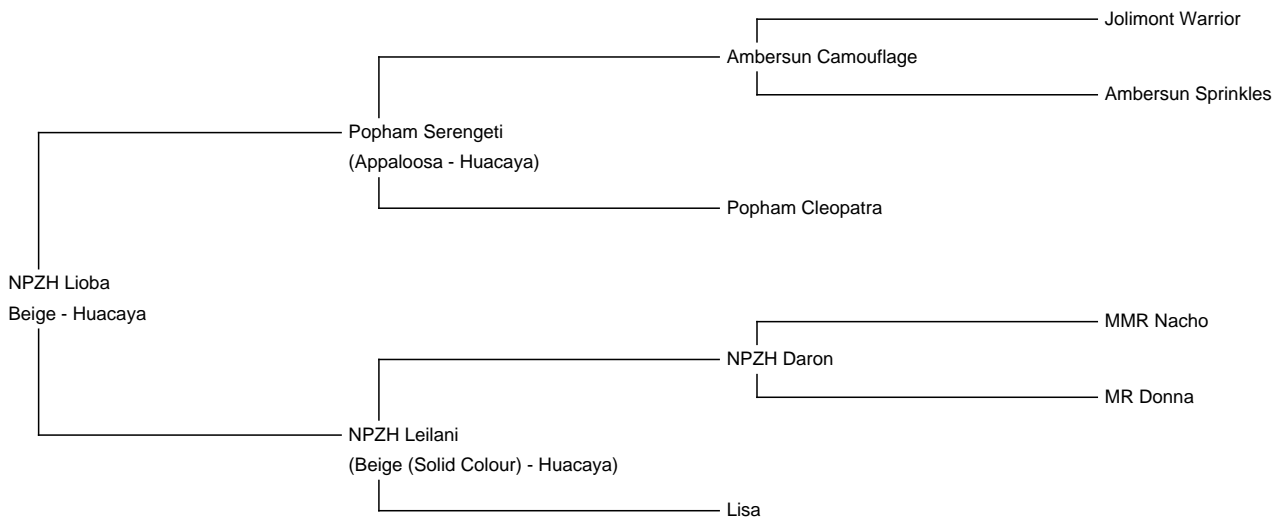 Jolimont Warrior
Ambersun Camouflage
Ambersun Sprinkles
Popham Serengeti
(Appaloosa - Huacaya)
Popham Cleopatra
NPZH Lioba
Beige - Huacaya
MMR Nacho
NPZH Daron
MR Donna
NPZH Leilani
(Beige (Solid Colour) - Huacaya)
Lisa